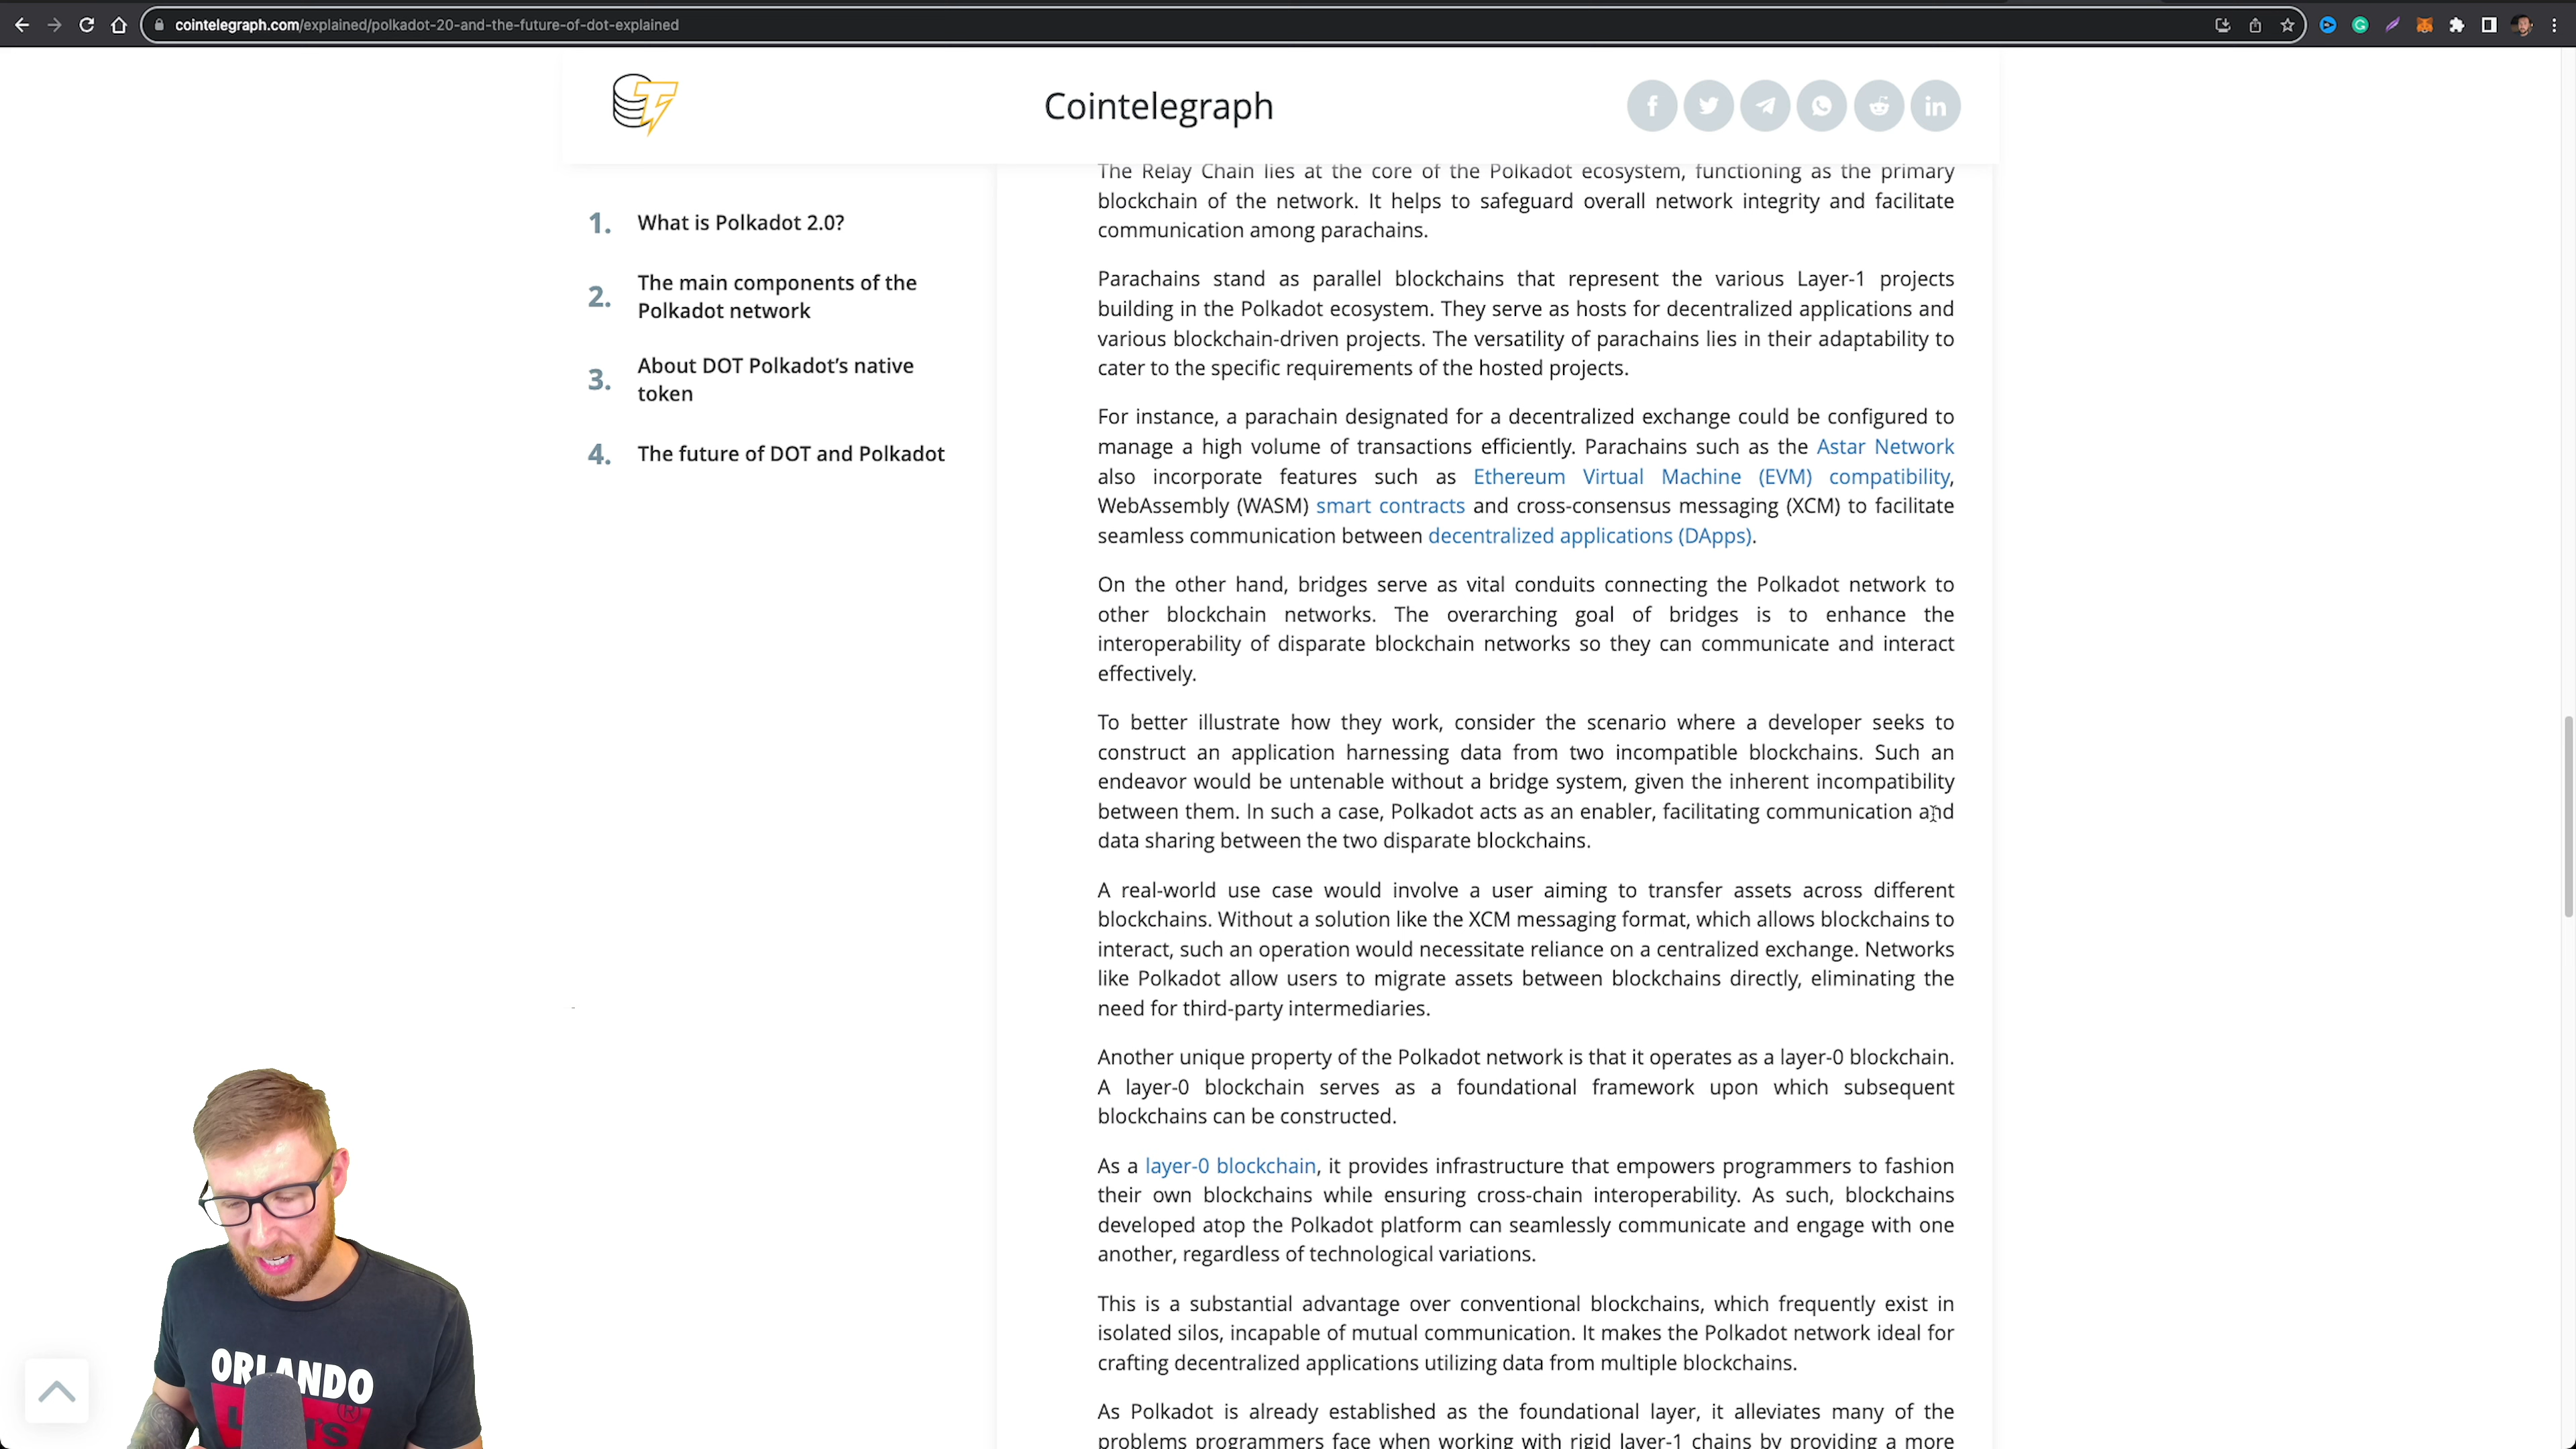 cointelegraph.com/explained/polkadot-20-and-the-future-of-dot-explained
Cointelegraph
1. What is Polkadot 2.0?
2. The main components of the
Polkadot network
3. About DOT Polkadot’s native
token
4. The future of DOT and Polkadot
The Relay Chain lies at the core of the Polkadot ecosystem, functioning as the primary
blockchain of the network. It helps to safeguard overall network integrity and facilitate
communication among parachains.
Parachains stand as parallel blockchains that represent the various Layer-1 projects
building in the Polkadot ecosystem. They serve as hosts for decentralized applications and
various blockchain-driven projects. The versatility of parachains lies in their adaptability to
cater to the specific requirements of the hosted projects.
For instance, a parachain designated for a decentralized exchange could be configured to
manage a high volume of transactions efficiently. Parachains such as the Astar Network
also incorporate features such as Ethereum Virtual Machine (EVM) compatibility,
WebAssembly (WASM) smart contracts and cross-consensus messaging (XCM) to facilitate
seamless communication between decentralized applications (DApps).
On the other hand, bridges serve as vital conduits connecting the Polkadot network to
other blockchain networks. The overarching goal of bridges is to enhance the
interoperability of disparate blockchain networks so they can communicate and interact
effectively.
To better illustrate how they work, consider the scenario where a developer seeks to
construct an application harnessing data from two incompatible blockchains. Such an
endeavor would be untenable without a bridge system, given the inherent incompatibility
between them. In such a case, Polkadot acts as an enabler, facilitating communication and
data sharing between the two disparate blockchains.
A real-world use case would involve a user aiming to transfer assets across different
blockchains. Without a solution like the XCM messaging format, which allows blockchains to
interact, such an operation would necessitate reliance on a centralized exchange. Networks
like Polkadot allow users to migrate assets between blockchains directly, eliminating the
need for third-party intermediaries.
Another unique property of the Polkadot network is that it operates as a layer-0 blockchain.
A layer-0 blockchain serves as a foundational framework upon which subsequent
blockchains can be constructed.
As a layer-0 blockchain, it provides infrastructure that empowers programmers to fashion
their own blockchains while ensuring cross-chain interoperability. As such, blockchains
developed atop the Polkadot platform can seamlessly communicate and engage with one
another, regardless of technological variations.
This is a substantial advantage over conventional blockchains, which frequently exist in
isolated silos, incapable of mutual communication. It makes the Polkadot network ideal for
crafting decentralized applications utilizing data from multiple blockchains.
As Polkadot is already established as the foundational layer, it alleviates many of the
problems programmers face when working with rigid layer-1 chains by providing a more
ORLANDO